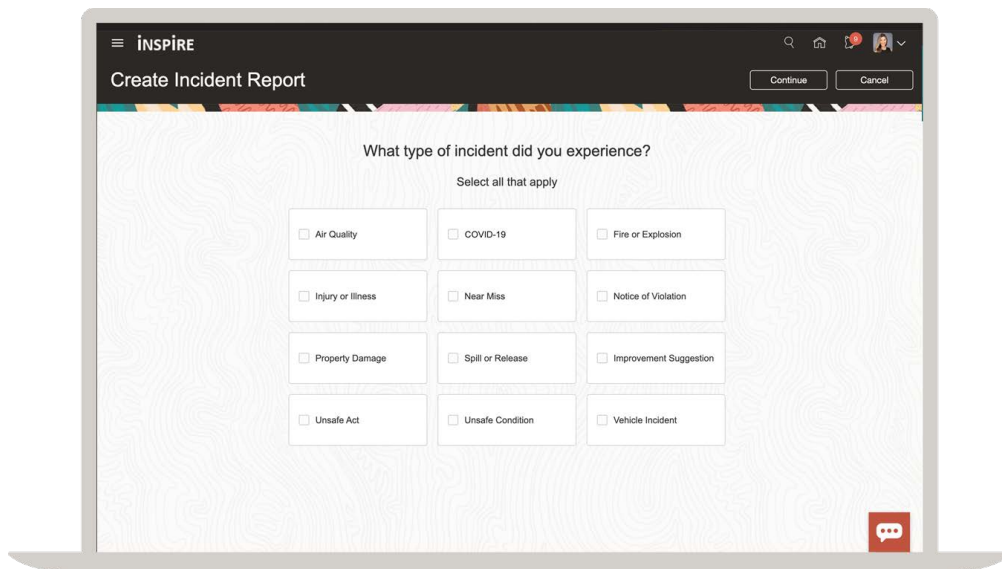 iNSPiRE
9
Create Incident Report
Continue
Cancel
What type of incident did you experience?
Select all that apply
Air Quality
COVID-19
Fire or Explosion
Injury or Illness
Near Miss
Notice of Violation
Property Damage
Spill or Release
Improvement Suggestion
Unsafe Act
Unsafe Condition
Vehicle Incident